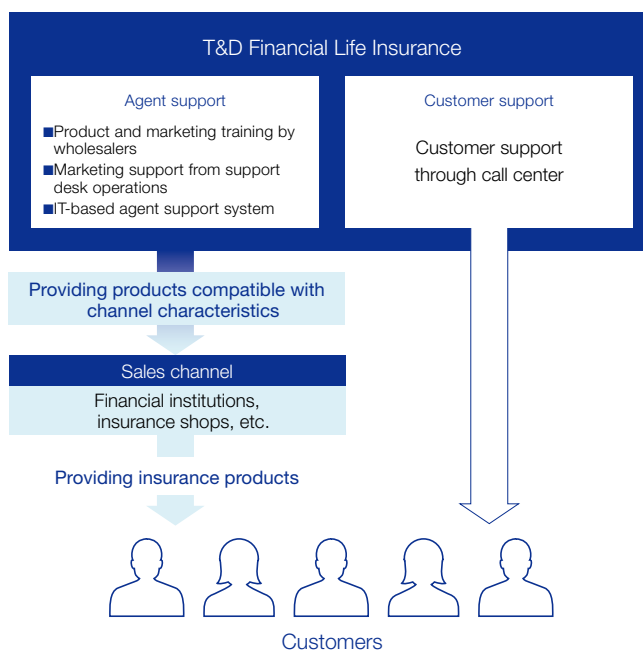 T&D Financial Life Insurance
Agent support
■Product and marketing training by
wholesalers
■Marketing support from support
desk operations
■IT-based agent support system
Customer support
Customer support
through call center
Providing products compatible with
channel characteristics
Sales channel
Financial institutions,
insurance shops, etc.
Providing insurance products
Customers